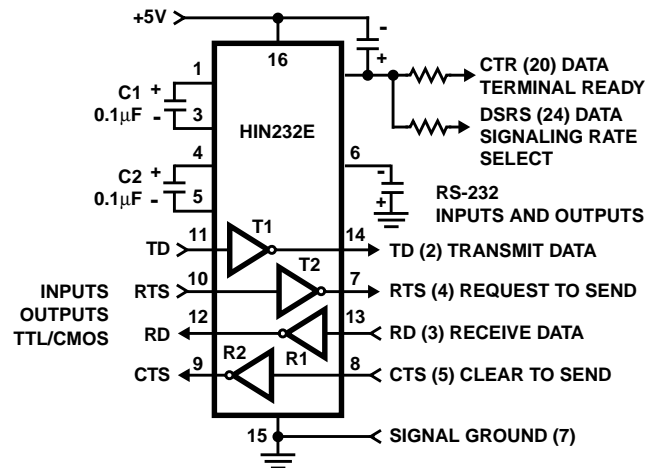 +5V
16
-
+
CTR (20) DATA
TERMINAL READY
DSRS (24) DATA
SIGNALING RATE
SELECT
1
C1
+
0.1µF
-
3
HIN232E
4
C2
+
0.1µF
-
5
6
-
+
RS-232
INPUTS AND OUTPUTS
TD
11
T1
14
TD (2) TRANSMIT DATA
INPUTS
OUTPUTS
TTL/CMOS
RTS
10
T2
7
RTS (4) REQUEST TO SEND
RD
12
R1
13
RD (3) RECEIVE DATA
CTS
9
R2
8
CTS (5) CLEAR TO SEND
15
SIGNAL GROUND (7)